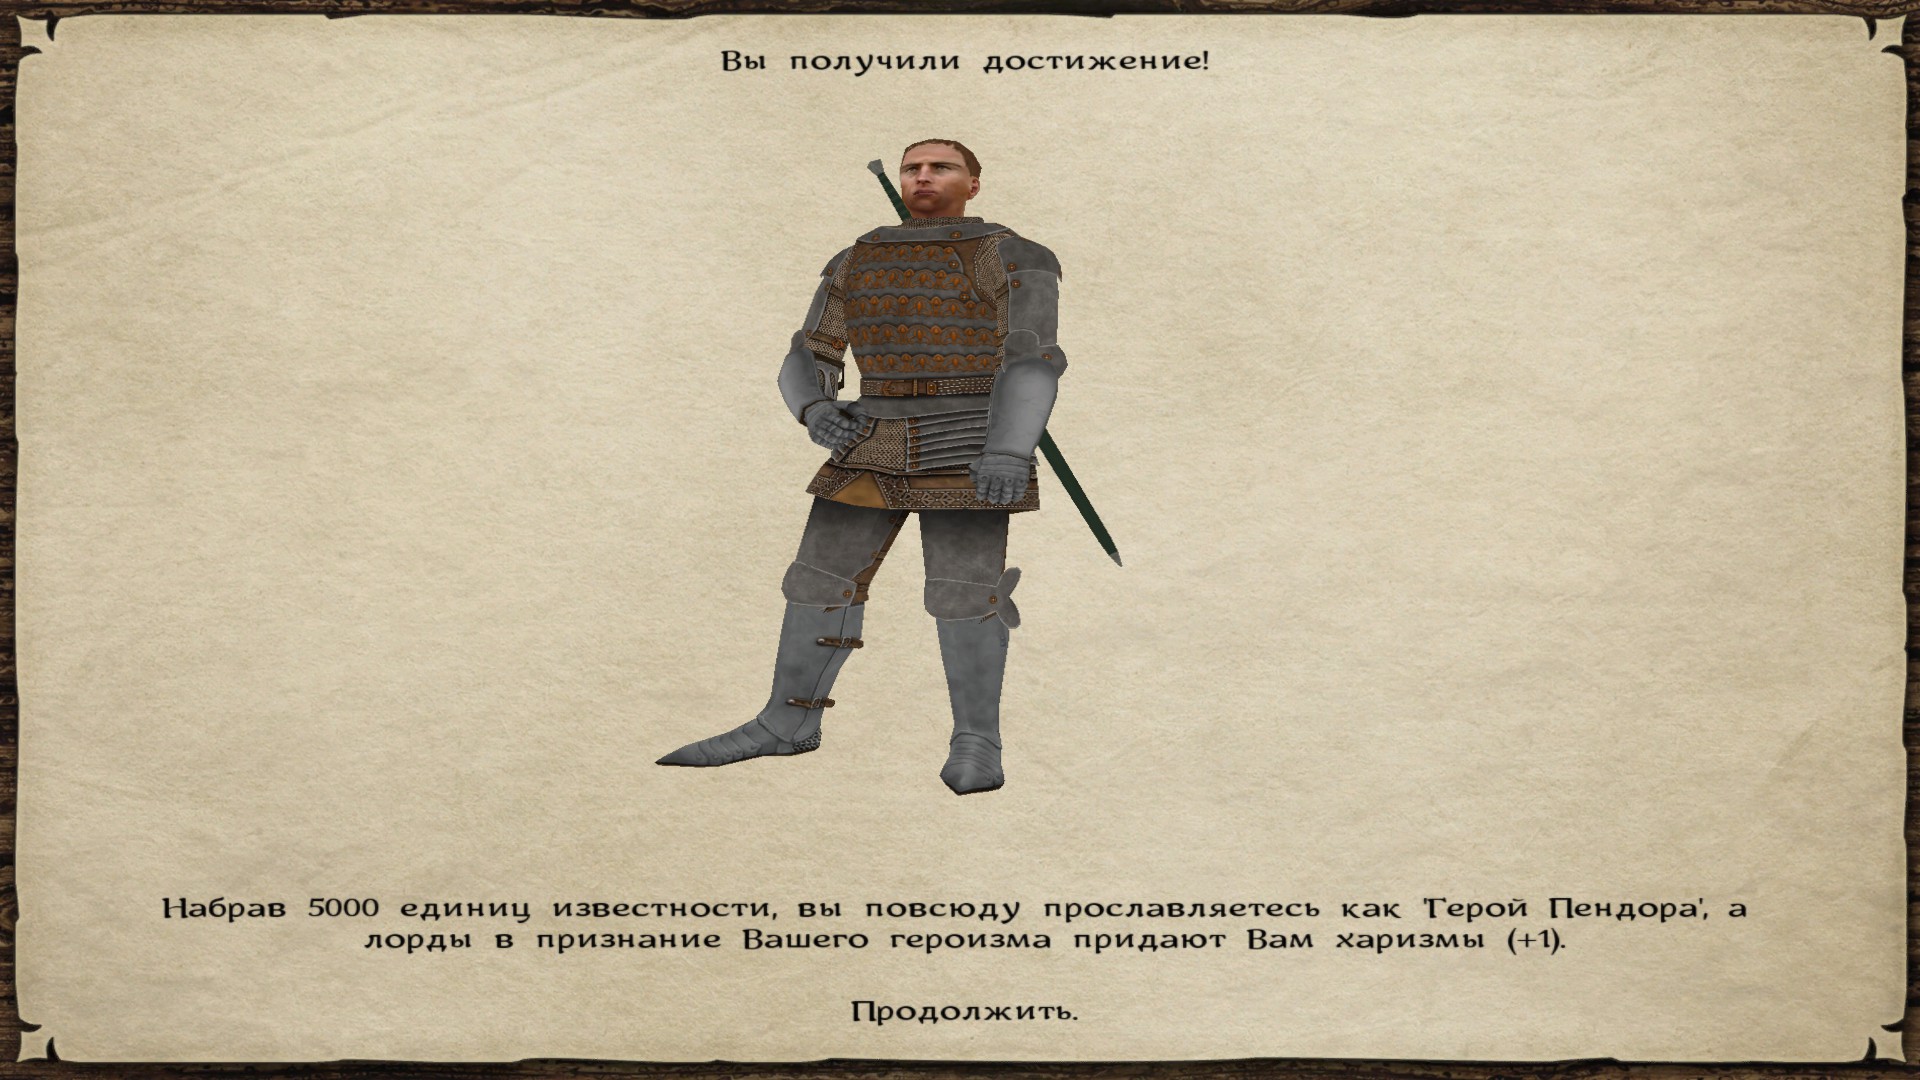 Вы получили достижение!
Набрав 5000 единиц известности, вы повсюду прославляетесь как 'Герой Пендора', а
лорды в признание Вашего героизма придают Вам харизмы (+1).
Продолжить.